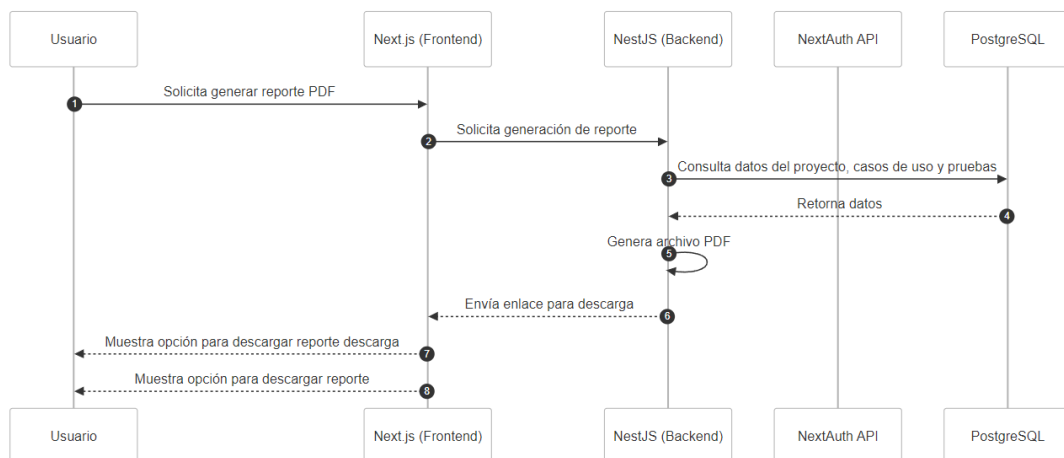 Usuario
Next.js (Frontend)
NestJS (Backend)
NextAuth API
PostgreSQL
Solicita generar reporte PDF
1
Solicita generación de reporte
2
Consulta datos del proyecto, casos de uso y pruebas
3
Retorna datos
4
Genera archivo PDF
5
Envía enlace para descarga
6
Muestra opción para descargar reporte descarga
7
Muestra opción para descargar reporte
8
Usuario
Next.js (Frontend)
NestJS (Backend)
NextAuth API
PostgreSQL